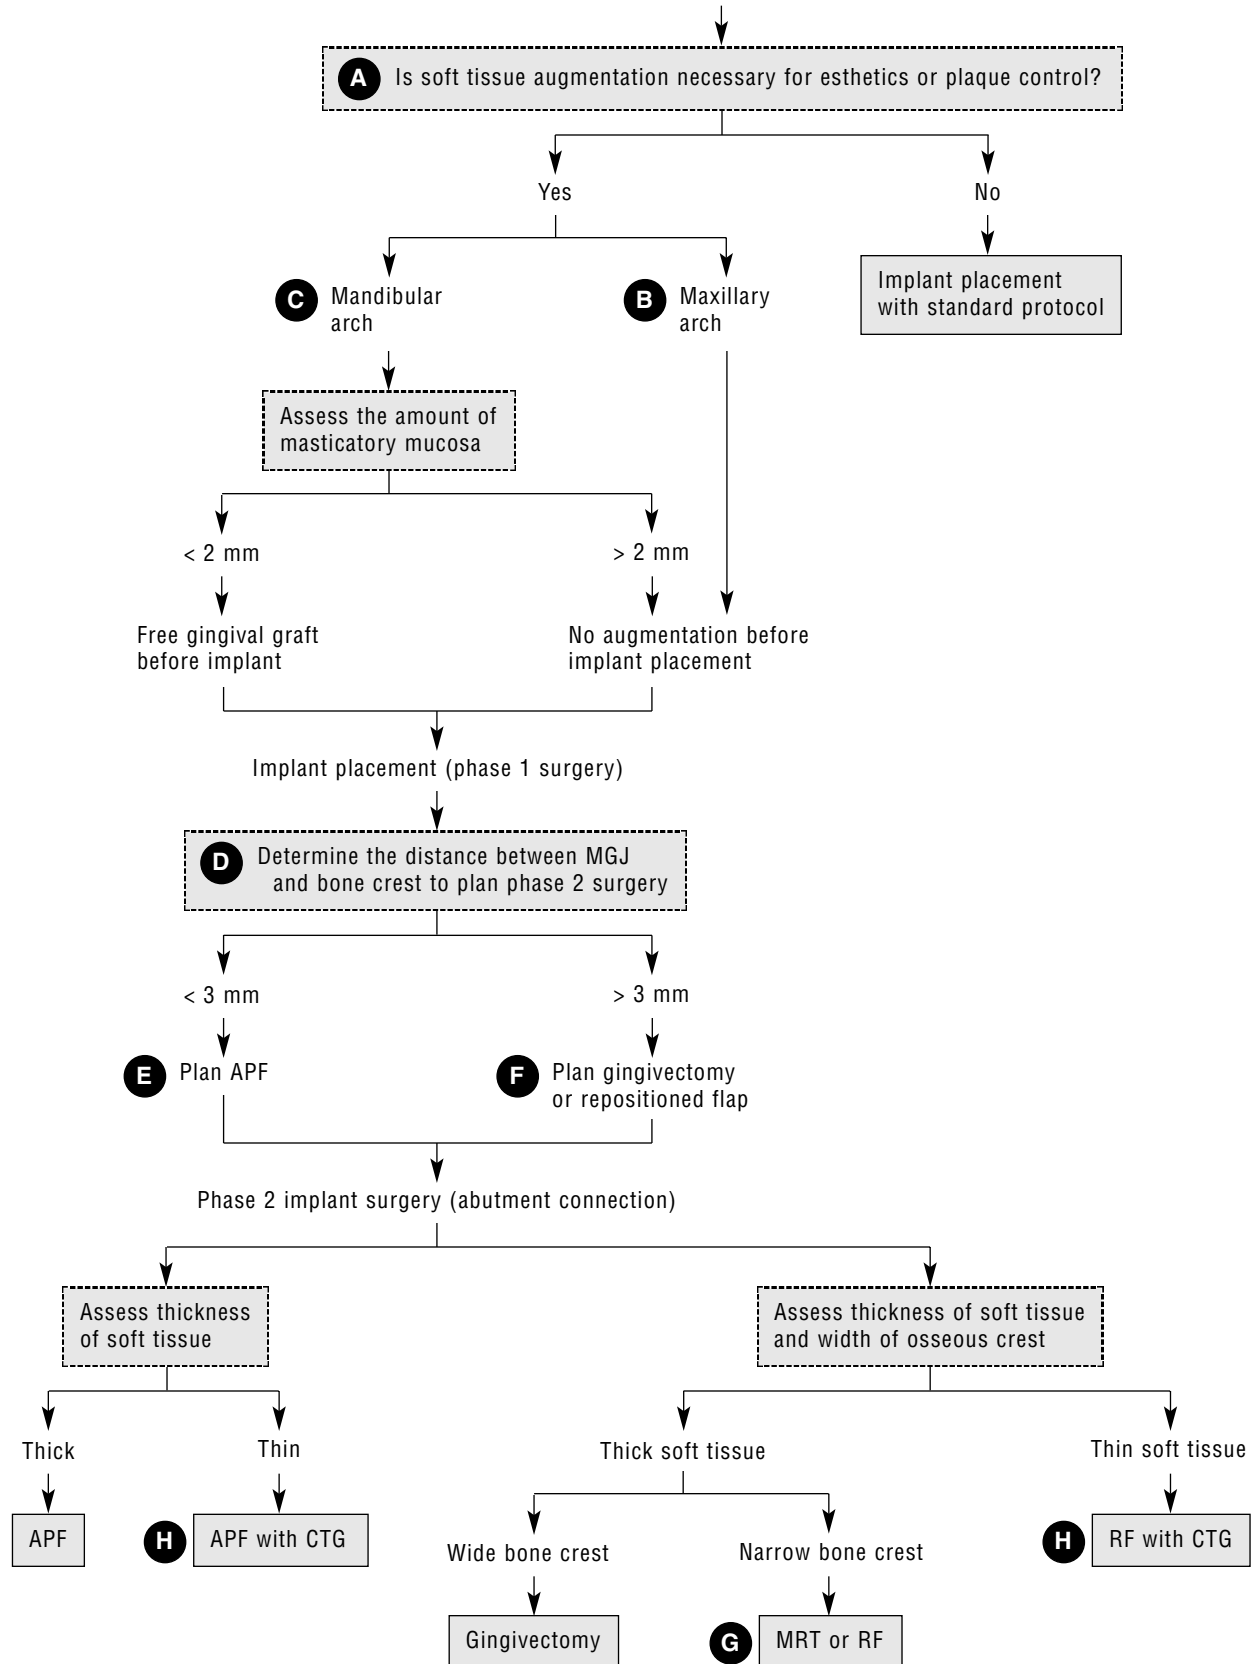 A Is soft tissue augmentation necessary for esthetics or plaque control?
Yes
No
C Mandibular
arch
B Maxillary
arch
Implant placement
with standard protocol
Assess the amount of
masticatory mucosa
< 2 mm
> 2 mm
Free gingival graft
before implant
No augmentation before
implant placement
Implant placement (phase 1 surgery)
D Determine the distance between MGJ
and bone crest to plan phase 2 surgery
< 3 mm
> 3 mm
E Plan APF
F Plan gingivectomy
or repositioned flap
Phase 2 implant surgery (abutment connection)
Assess thickness
of soft tissue
Assess thickness of soft tissue
and width of osseous crest
Thick
Thin
Thick soft tissue
Thin soft tissue
APF
H APF with CTG
Wide bone crest
Narrow bone crest
H RF with CTG
Gingivectomy
G MRT or RF